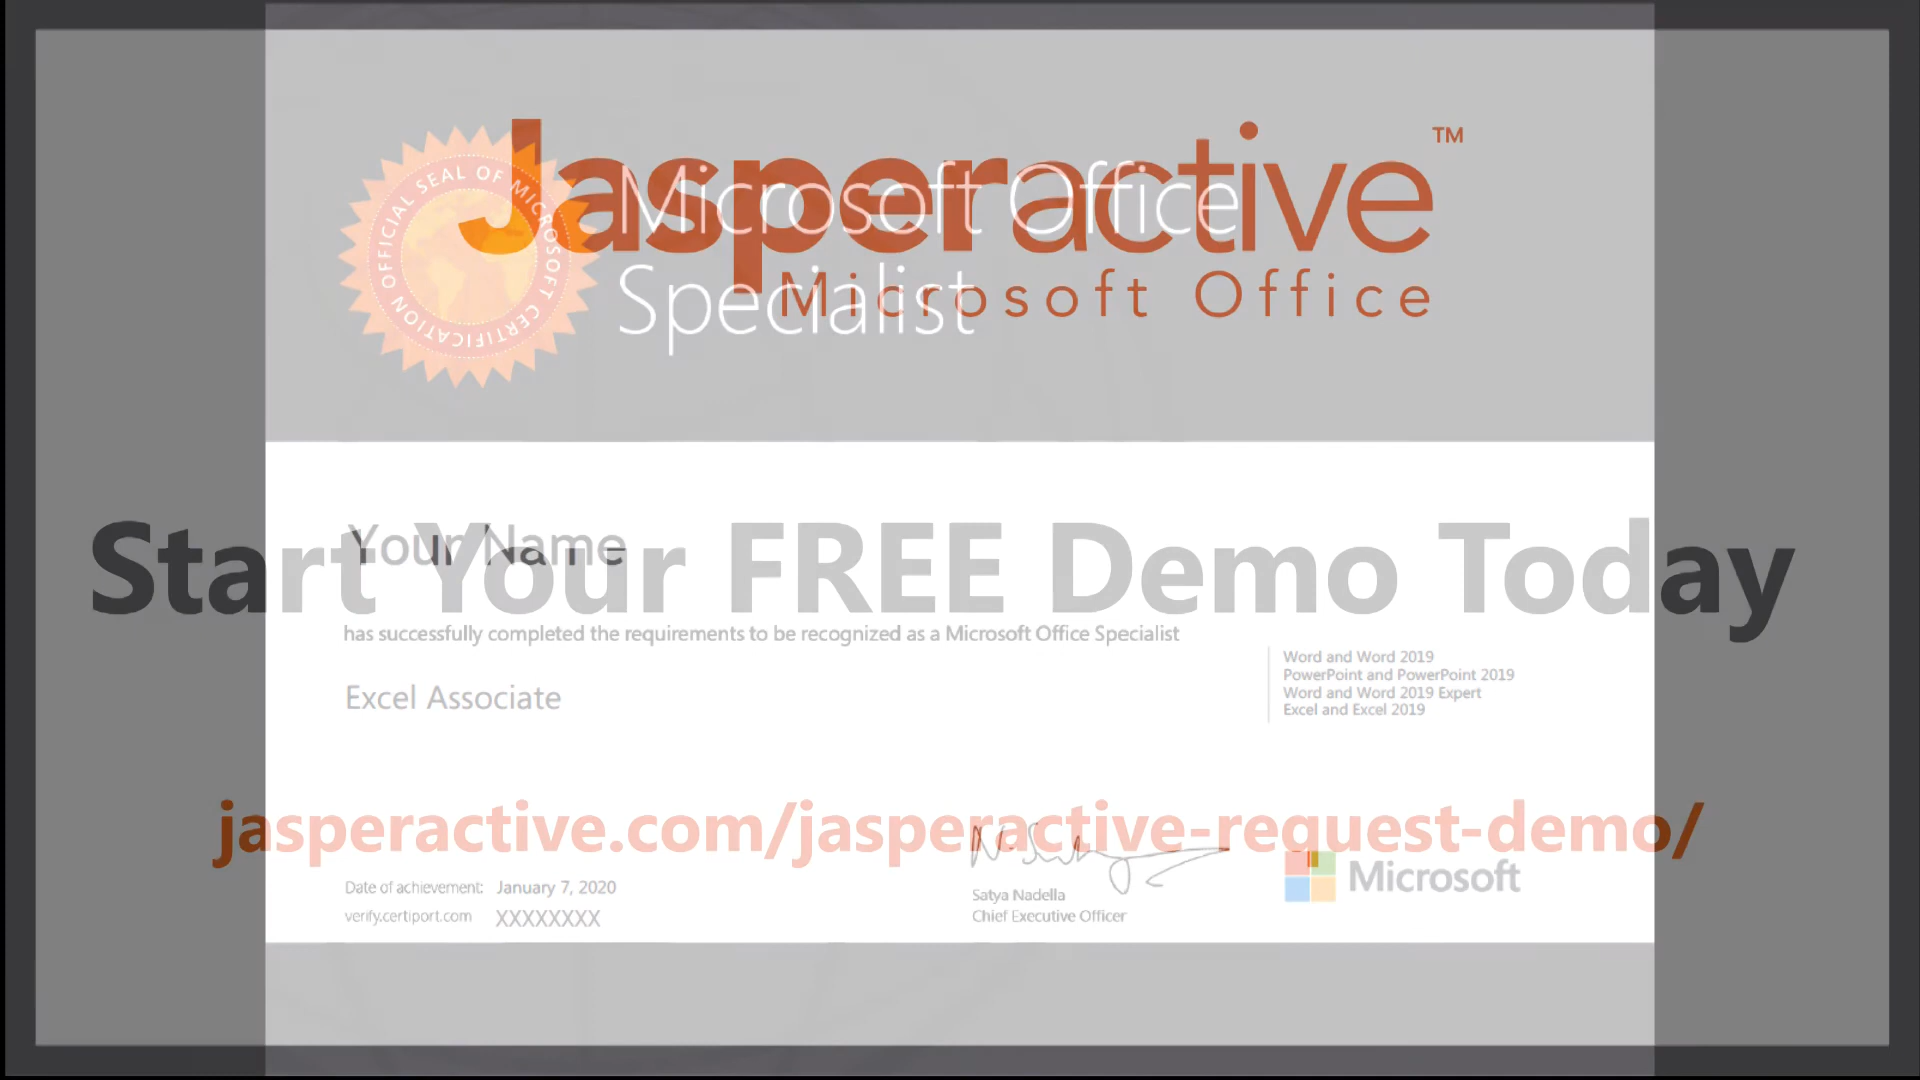 Jasperactive™
Microsoft Office
OFFICIAL SEAL OF MICROSOFT CERTIFICATION
Microsoft Office
Specialist
Start Your FREE Demo Today
Your Name
has successfully completed the requirements to be recognized as a Microsoft Office Specialist
Excel Associate
Word and Word 2019
PowerPoint and PowerPoint 2019
Word and Word 2019 Expert
Excel and Excel 2019
jasperactive.com/jasperactive-request-demo/
Date of achievement: January 7, 2020
verify.certiport.com XXXXXXXX
Satya Nadella
Chief Executive Officer
Microsoft